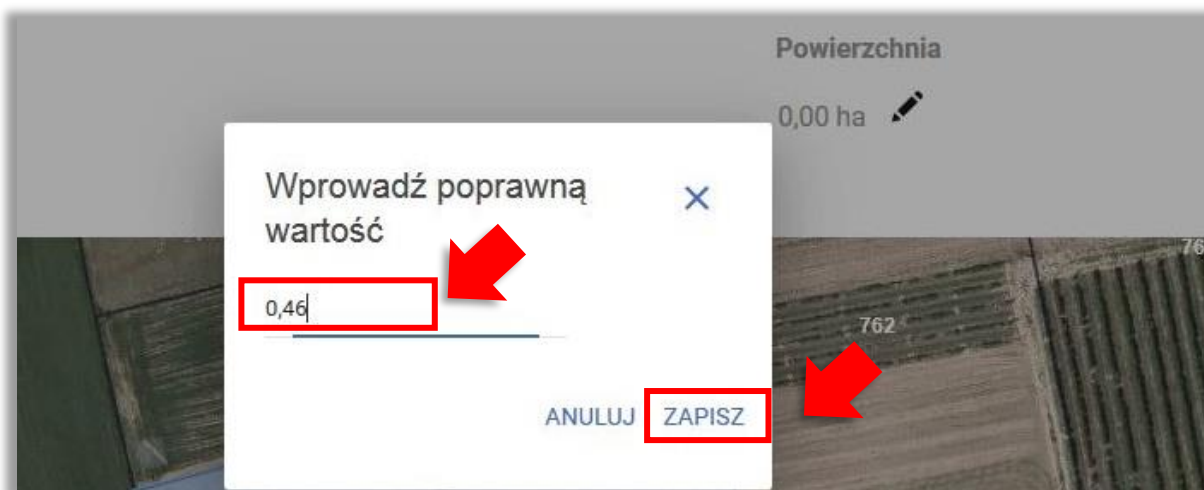 Powierzchnia
0,00 ha
Wprowadź poprawną
wartość
0,46
762
ANULUJ ZAPISZ